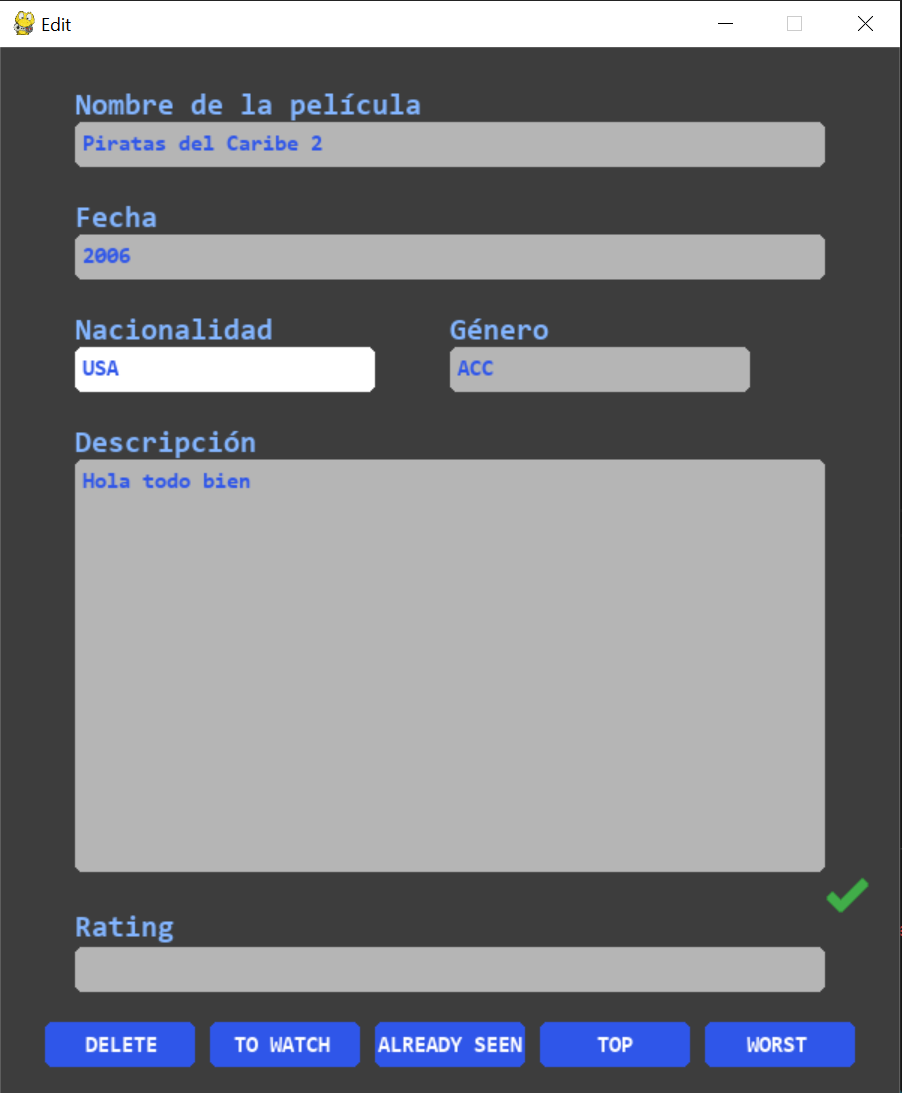 Edit
Nombre de la película
Piratas del Caribe 2
Fecha
2006
Nacionalidad Género
USA ACC
Descripción
Hola todo bien
Rating
DELETE TO WATCH ALREADY SEEN TOP WORST